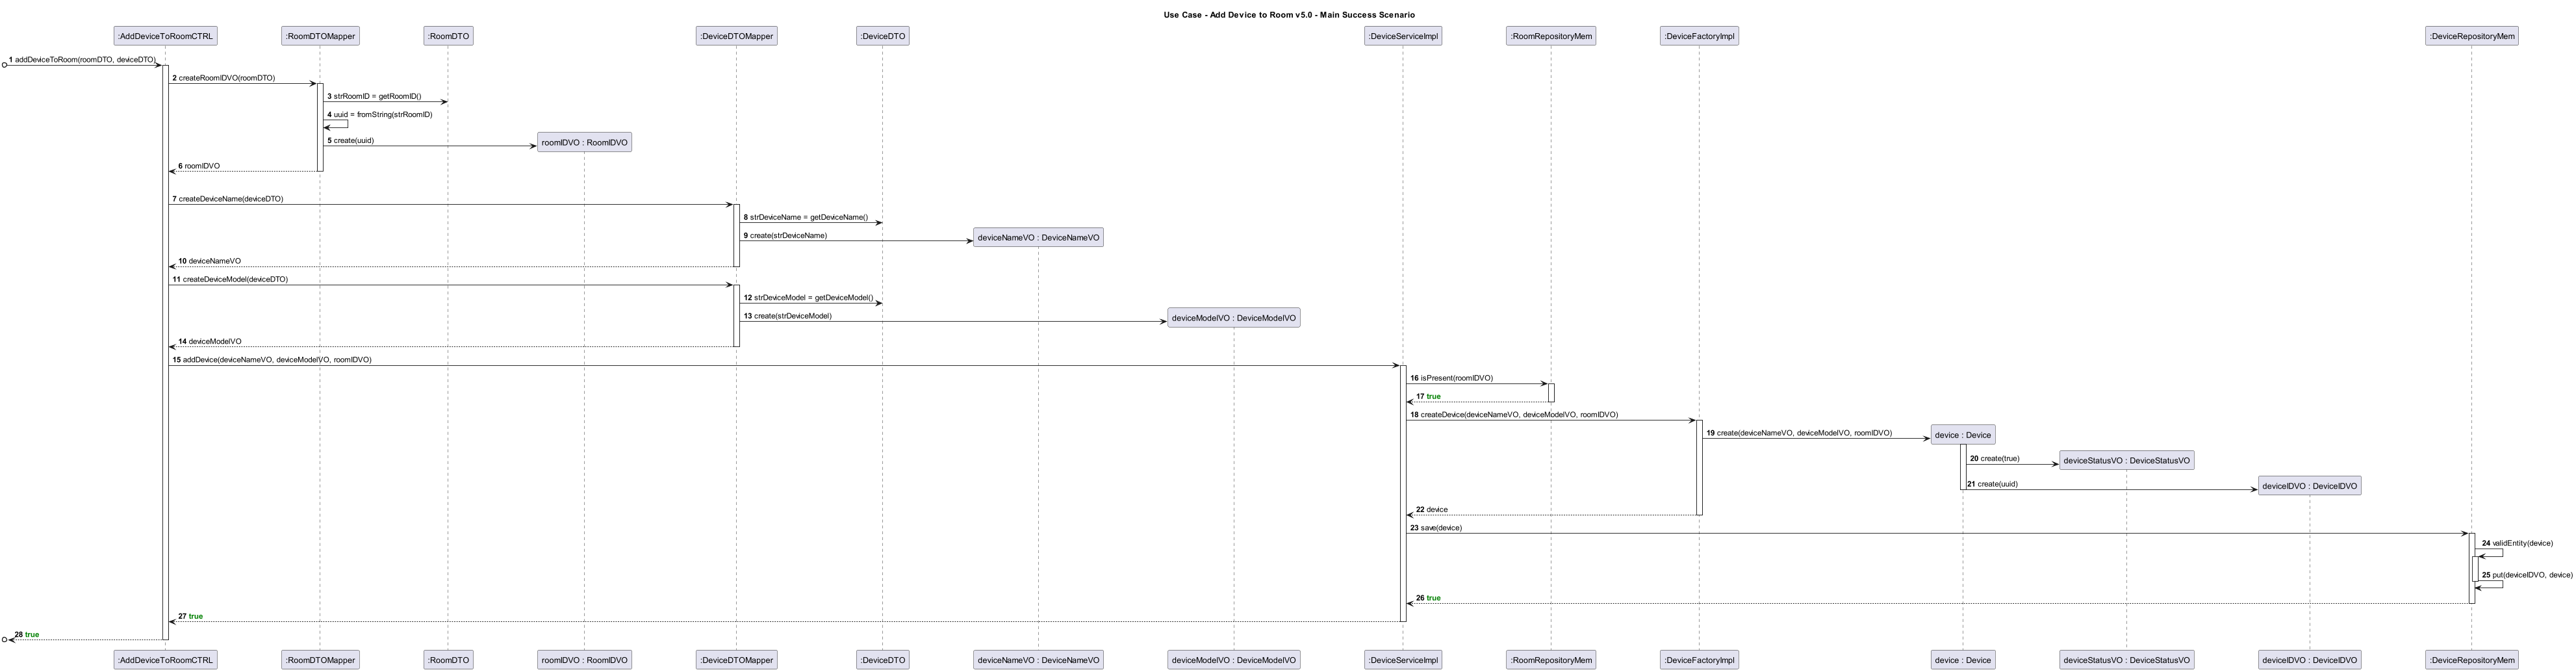 Use Case - Add Device to Room v5.0 - Main Success Scenario
:AddDeviceToRoomCTRL
:RoomDTOMapper
:RoomDTO
:DeviceDTOMapper
:DeviceDTO
:DeviceServiceImpl
:RoomRepositoryMem
:DeviceFactoryImpl
:DeviceRepositoryMem
1 addDeviceToRoom(roomDTO, deviceDTO)
2 createRoomIDVO(roomDTO)
3 strRoomID = getRoomID()
4 uuid = fromString(strRoomID)
5 create(uuid)
roomIDVO : RoomIDVO
6 roomIDVO
7 createDeviceName(deviceDTO)
8 strDeviceName = getDeviceName()
9 create(strDeviceName)
deviceNameVO : DeviceNameVO
10 deviceNameVO
11 createDeviceModel(deviceDTO)
12 strDeviceModel = getDeviceModel()
13 create(strDeviceModel)
deviceModelVO : DeviceModelVO
14 deviceModelVO
15 addDevice(deviceNameVO, deviceModelVO, roomIDVO)
16 isPresent(roomIDVO)
17 true
18 createDevice(deviceNameVO, deviceModelVO, roomIDVO)
19 create(deviceNameVO, deviceModelVO, roomIDVO)
device : Device
20 create(true)
deviceStatusVO : DeviceStatusVO
21 create(uuid)
deviceIDVO : DeviceIDVO
22 device
23 save(device)
24 validEntity(device)
25 put(deviceIDVO, device)
26 true
27 true
28 true
:AddDeviceToRoomCTRL
:RoomDTOMapper
:RoomDTO
roomIDVO : RoomIDVO
:DeviceDTOMapper
:DeviceDTO
deviceNameVO : DeviceNameVO
deviceModelVO : DeviceModelVO
:DeviceServiceImpl
:RoomRepositoryMem
:DeviceFactoryImpl
device : Device
deviceStatusVO : DeviceStatusVO
deviceIDVO : DeviceIDVO
:DeviceRepositoryMem